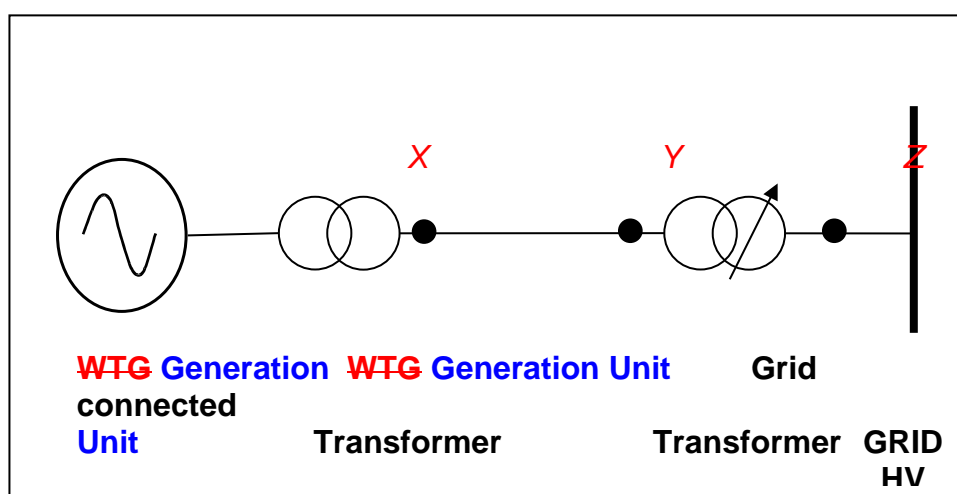 X Y Z
WTG Generation WTG Generation Unit Grid
connected
Unit Transformer Transformer GRID
HV